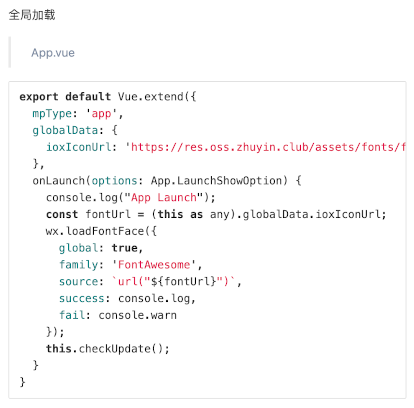 全局加载
App.vue
export default Vue.extend({
  mpType: 'app',
  globalData: {
    ioxIconUrl: 'https://res.oss.zhuyin.club/assets/fonts/f
  },
  onLaunch(options: App.LaunchShowOption) {
    console.log("App Launch");
    const fontUrl = (this as any).globalData.ioxIconUrl;
    wx.loadFontFace({
      global: true,
      family: 'FontAwesome',
      source: `url("${fontUrl}")`,
      success: console.log,
      fail: console.warn
    });
    this.checkUpdate();
  }
}